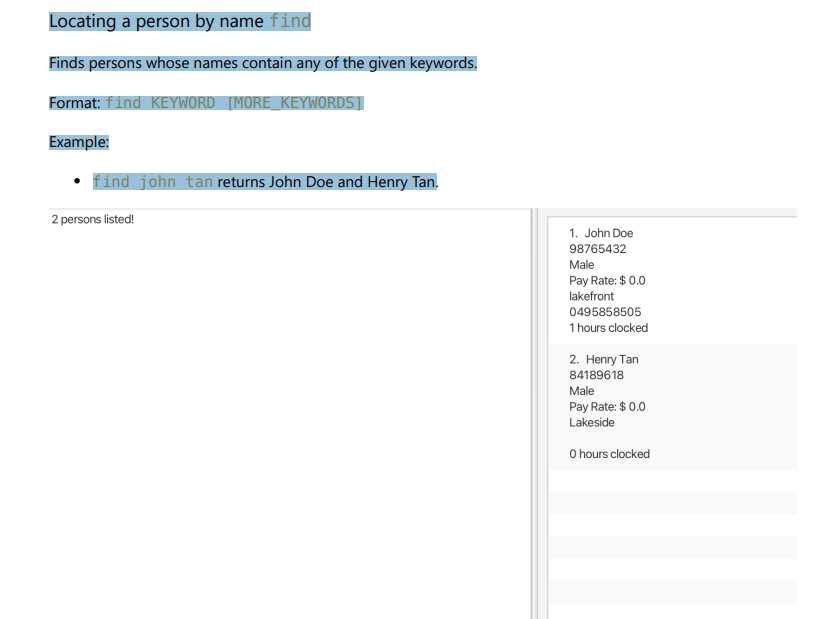 Locating a person by name find
Finds persons whose names contain any of the given keywords.
Format: find KEYWORD [MORE_KEYWORDS]
Example:
• find john tan returns John Doe and Henry Tan.
2 persons listed!
1. John Doe
98765432
Male
Pay Rate: $ 0.0
lakefront
0495858505
1 hours clocked
2. Henry Tan
84189618
Male
Pay Rate: $ 0.0
Lakeside
0 hours clocked